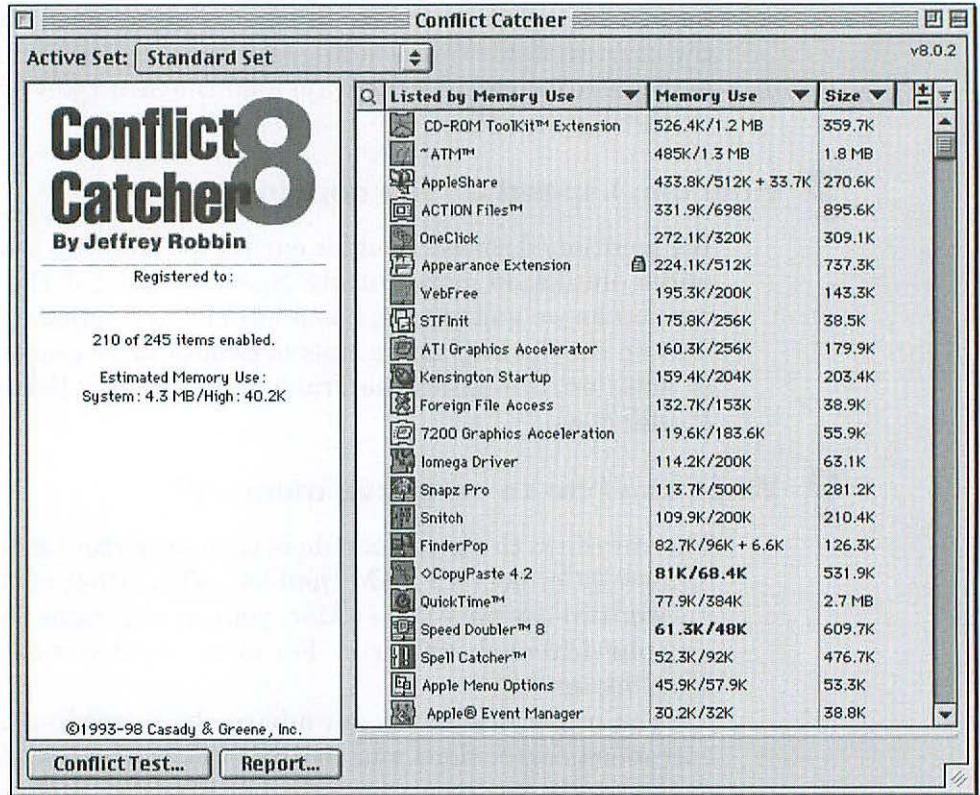 Conflict Catcher
Active Set: Standard Set
v8.0.2
Conflict
Catcher 8
By Jeffrey Robbin
Registered to:
210 of 245 items enabled.
Estimated Memory Use:
System: 4.3 MB/High: 40.2K
©1993-98 Casady & Greene, Inc.
Conflict Test... Report...
Listed by Memory Use Memory Use Size
CD-ROM ToolKit™ Extension 526.4K/1.2 MB 359.7K
~ATM™ 485K/1.3 MB 1.8 MB
AppleShare 433.8K/512K + 33.7K 270.6K
ACTION Files™ 331.9K/698K 895.6K
OneClick 272.1K/320K 309.1K
Appearance Extension 224.1K/512K 737.3K
WebFree 195.3K/200K 143.3K
STFInit 175.8K/256K 38.5K
ATI Graphics Accelerator 160.3K/256K 179.9K
Kensington Startup 159.4K/204K 203.4K
Foreign File Access 132.7K/153K 38.9K
7200 Graphics Acceleration 119.6K/183.6K 55.9K
Iomega Driver 114.2K/200K 63.1K
Snapz Pro 113.7K/500K 281.2K
Snitch 109.9K/200K 210.4K
FinderPop 82.7K/96K + 6.6K 126.3K
◇CopyPaste 4.2 81K/68.4K 531.9K
QuickTime™ 77.9K/384K 2.7 MB
Speed Doubler™ 8 61.3K/48K 609.7K
Spell Catcher™ 52.3K/92K 476.7K
Apple Menu Options 45.9K/57.9K 53.3K
Apple® Event Manager 30.2K/32K 38.8K